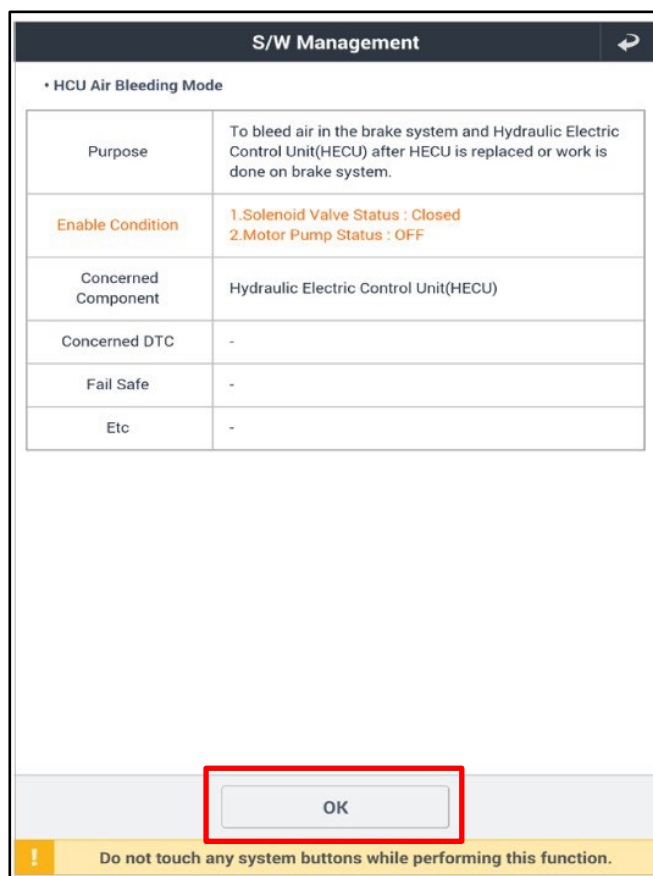 S/W Management
• HCU Air Bleeding Mode
Purpose
To bleed air in the brake system and Hydraulic Electric
Control Unit(HECU) after HECU is replaced or work is
done on brake system.
Enable Condition
1.Solenoid Valve Status : Closed
2.Motor Pump Status : OFF
Concerned
Component
Hydraulic Electric Control Unit(HECU)
Concerned DTC
-
Fail Safe
-
Etc
-
OK
! Do not touch any system buttons while performing this function.